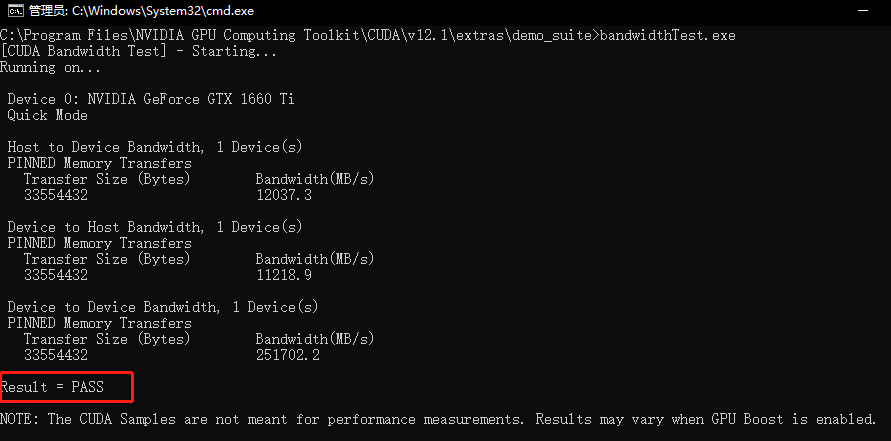 管理员: C:\Windows\System32\cmd.exe
C:\Program Files\NVIDIA GPU Computing Toolkit\CUDA\v12.1\extras\demo_suite>bandwidthTest.exe
[CUDA Bandwidth Test] - Starting...
Running on...
Device 0: NVIDIA GeForce GTX 1660 Ti
Quick Mode
Host to Device Bandwidth, 1 Device(s)
PINNED Memory Transfers
Transfer Size (Bytes) Bandwidth(MB/s)
33554432 12037.3
Device to Host Bandwidth, 1 Device(s)
PINNED Memory Transfers
Transfer Size (Bytes) Bandwidth(MB/s)
33554432 11218.9
Device to Device Bandwidth, 1 Device(s)
PINNED Memory Transfers
Transfer Size (Bytes) Bandwidth(MB/s)
33554432 251702.2
Result = PASS
NOTE: The CUDA Samples are not meant for performance measurements. Results may vary when GPU Boost is enabled.